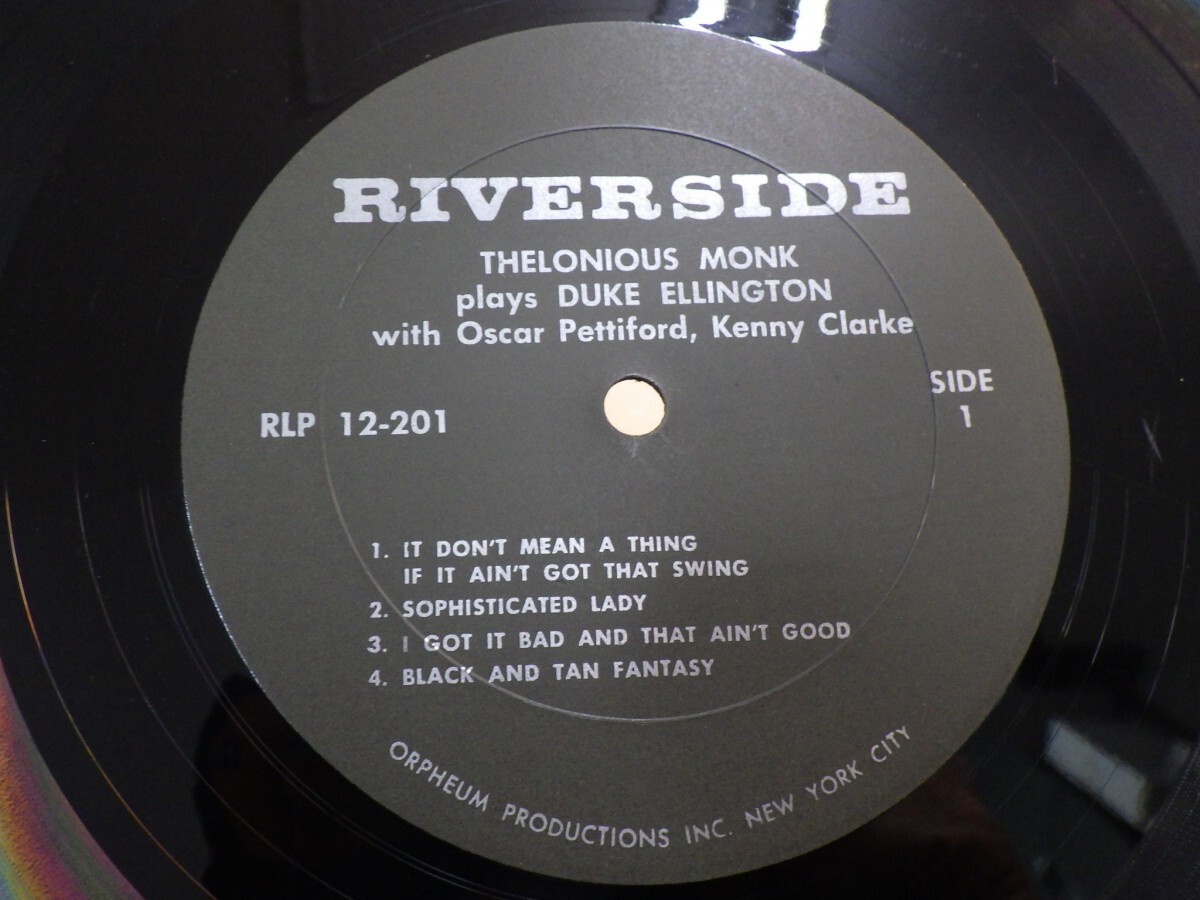 RIVERSIDE
THELONIOUS MONK
plays DUKE ELLINGTON
with Oscar Pettiford, Kenny Clarke
SIDE
1
RLP 12-201
1. IT DON'T MEAN A THING
IF IT AIN'T GOT THAT SWING
2. SOPHISTICATED LADY
3. I GOT IT BAD AND THAT AIN'T GOOD
4. BLACK AND TAN FANTASY
ORPHEUM PRODUCTIONS INC. NEW YORK CITY